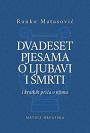 Ranko Matasović
DVADESET
PJESAMA
O LJUBAVI
I SMRTI
i kratkih priča o njima
MATICA HRVATSKA